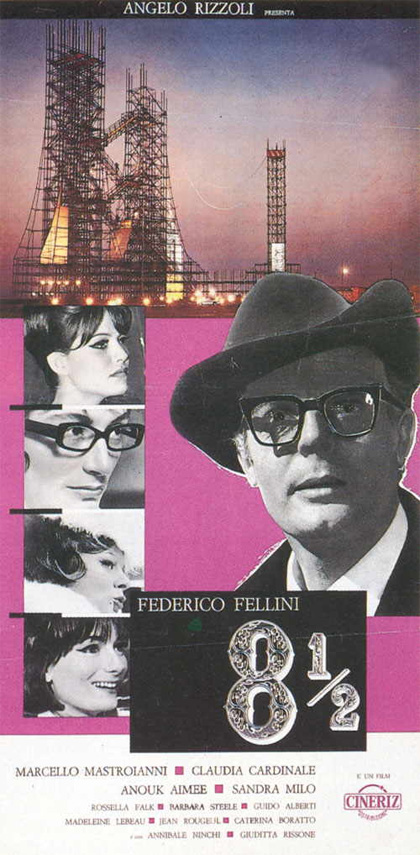 ANGELO RIZZOLI PRESENTA
FEDERICO FELLINI
8 1/2
MARCELLO MASTROIANNI ■ CLAUDIA CARDINALE
ANOUK AIMEE ■ SANDRA MILO
ROSSELLA FALK ■ BARBARA STEELE ■ GUIDO ALBERTI
MADELEINE LEBEAU ■ JEAN ROUGEUL ■ CATERINA BORATTO
E CON ANNIBALE NINCHI ■ GIUDITTA RISSONE
E UN FILM
CINERIZ